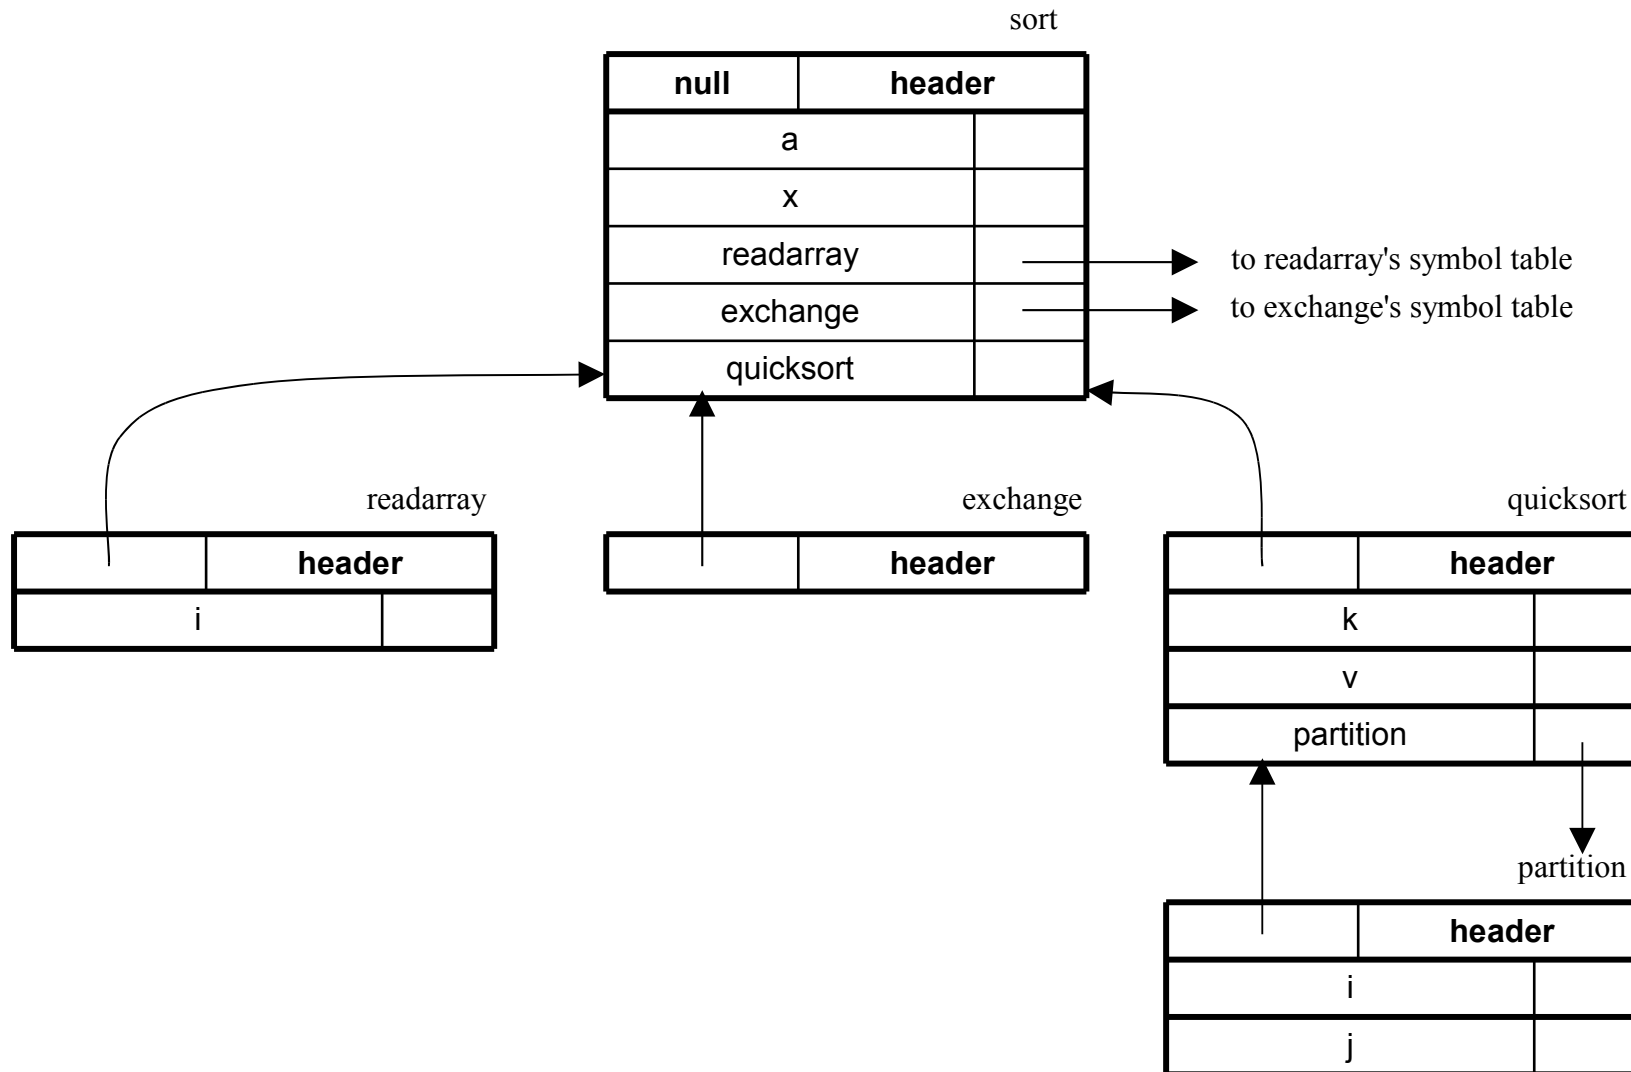 sort
null header
a
x
readarray
to readarray's symbol table
exchange
to exchange's symbol table
quicksort
readarray
header
i
exchange
header
quicksort
header
k
v
partition
partition
header
i
j